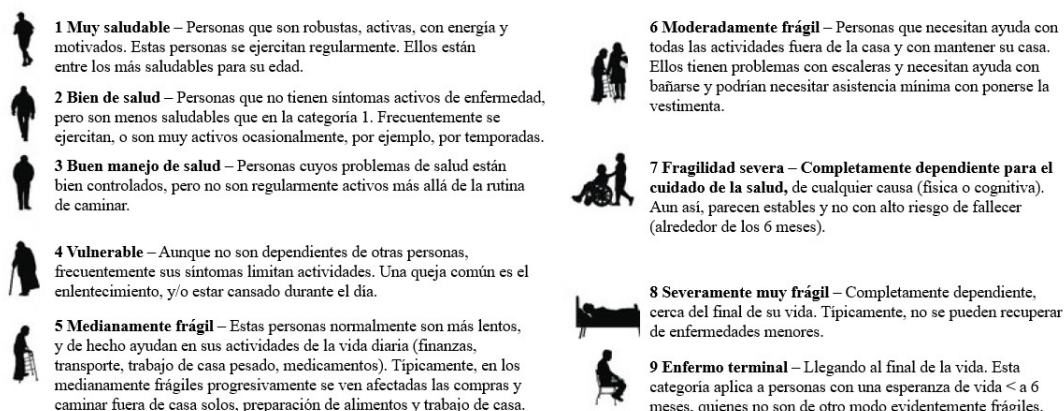 1 Muy saludable – Personas que son robustas, activas, con energía y
motivados. Estas personas se ejercitan regularmente. Ellos están
entre los más saludables para su edad.
2 Bien de salud – Personas que no tienen síntomas activos de enfermedad,
pero son menos saludables que en la categoría 1. Frecuentemente se
ejercitan, o son muy activos ocasionalmente, por ejemplo, por temporadas.
3 Buen manejo de salud – Personas cuyos problemas de salud están
bien controlados, pero no son regularmente activos más allá de la rutina
de caminar.
4 Vulnerable – Aunque no son dependientes de otras personas,
frecuentemente sus síntomas limitan actividades. Una queja común es el
enlentecimiento, y/o estar cansado durante el día.
5 Medianamente frágil – Estas personas normalmente son más lentos,
y de hecho ayudan en sus actividades de la vida diaria (finanzas,
transporte, trabajo de casa pesado, medicamentos). Típicamente, en los
medianamente frágiles progresivamente se ven afectadas las compras y
caminar fuera de casa solos, preparación de alimentos y trabajo de casa.
6 Moderadamente frágil – Personas que necesitan ayuda con
todas las actividades fuera de la casa y con mantener su casa.
Ellos tienen problemas con escaleras y necesitan ayuda con
bañarse y podrían necesitar asistencia mínima con ponerse la
vestimenta.
7 Fragilidad severa – Completamente dependiente para el
cuidado de la salud, de cualquier causa (física o cognitiva).
Aun así, parecen estables y no con alto riesgo de fallecer
(alrededor de los 6 meses).
8 Severamente muy frágil – Completamente dependiente,
cerca del final de su vida. Típicamente, no se pueden recuperar
de enfermedades menores.
9 Enfermo terminal – Llegando al final de la vida. Esta
categoría aplica a personas con una esperanza de vida < a 6
meses, quienes no son de otro modo evidentemente frágiles.